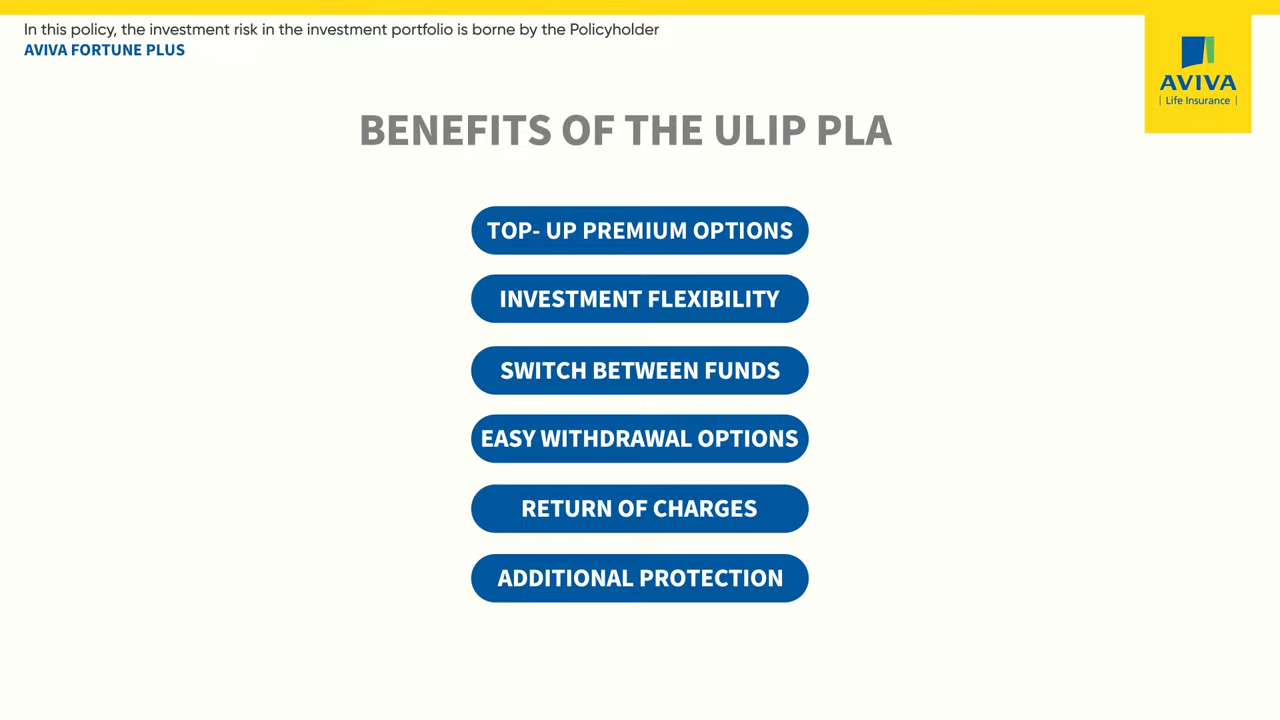 In this policy, the investment risk in the investment portfolio is borne by the Policyholder
AVIVA FORTUNE PLUS
AVIVA
| Life Insurance |
BENEFITS OF THE ULIP PLA
TOP- UP PREMIUM OPTIONS
INVESTMENT FLEXIBILITY
SWITCH BETWEEN FUNDS
EASY WITHDRAWAL OPTIONS
RETURN OF CHARGES
ADDITIONAL PROTECTION